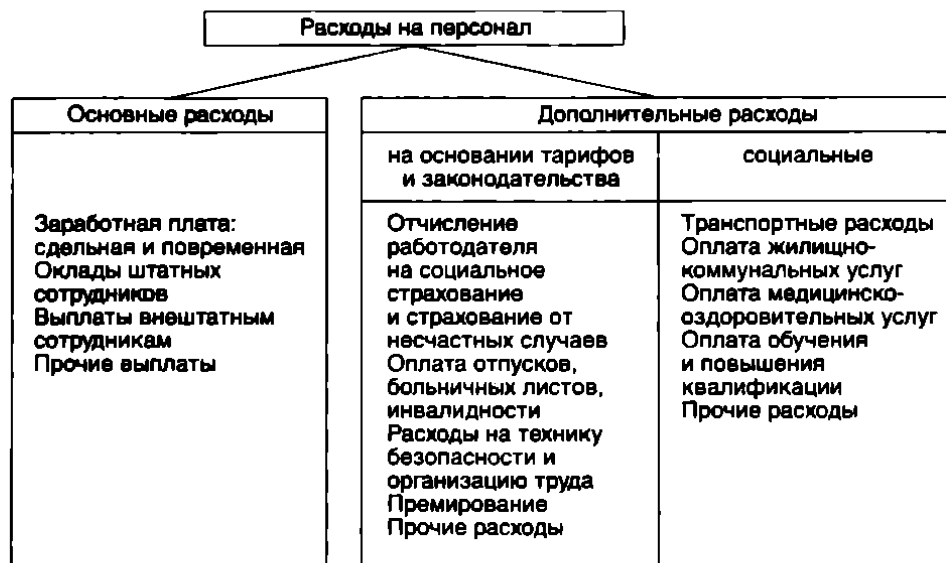 Расходы на персонал
Основные расходы
Заработная плата:
сдельная и повременная
Оклады штатных
сотрудников
Выплаты внештатным
сотрудникам
Прочие выплаты
Дополнительные расходы
на основании тарифов
и законодательства
Отчисление
работодателя
на социальное
страхование
и страхование от
несчастных случаев
Оплата отпусков,
больничных листов,
инвалидности
Расходы на технику
безопасности и
организацию труда
Премирование
Прочие расходы
социальные
Транспортные расходы
Оплата жилищно-
коммунальных услуг
Оплата медицинско-
оздоровительных услуг
Оплата обучения
и повышения
квалификации
Прочие расходы